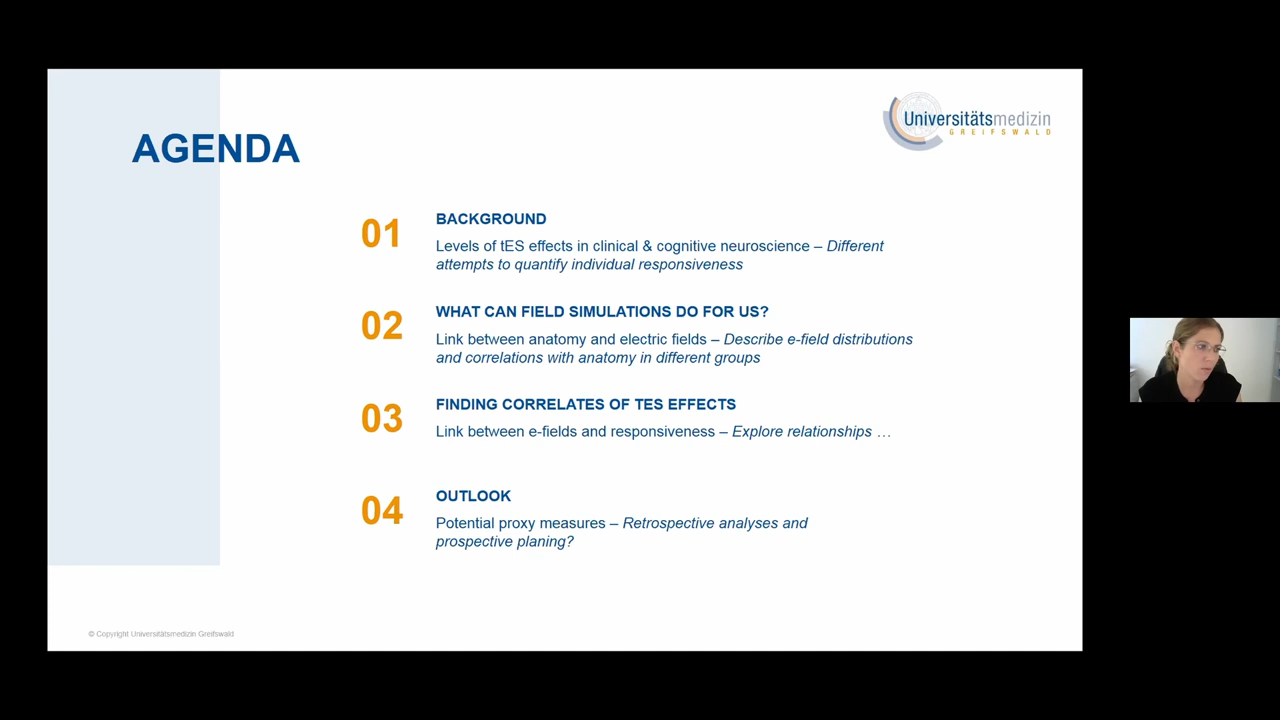 Universitätsmedizin
GREIFSWALD
AGENDA
01
BACKGROUND
Levels of tES effects in clinical & cognitive neuroscience – Different
attempts to quantify individual responsiveness
02
WHAT CAN FIELD SIMULATIONS DO FOR US?
Link between anatomy and electric fields – Describe e-field distributions
and correlations with anatomy in different groups
03
FINDING CORRELATES OF TES EFFECTS
Link between e-fields and responsiveness – Explore relationships …
04
OUTLOOK
Potential proxy measures – Retrospective analyses and
prospective planing?
© Copyright Universitätsmedizin Greifswald